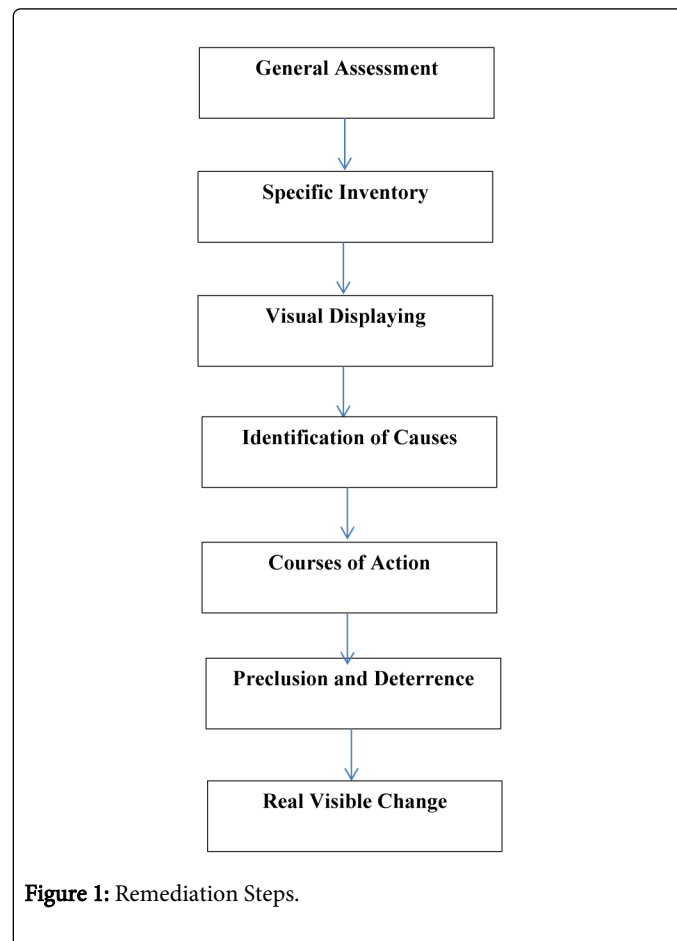 General Assessment
Specific Inventory
Visual Displaying
Identification of Causes
Courses of Action
Preclusion and Deterrence
Real Visible Change
Figure 1: Remediation Steps.